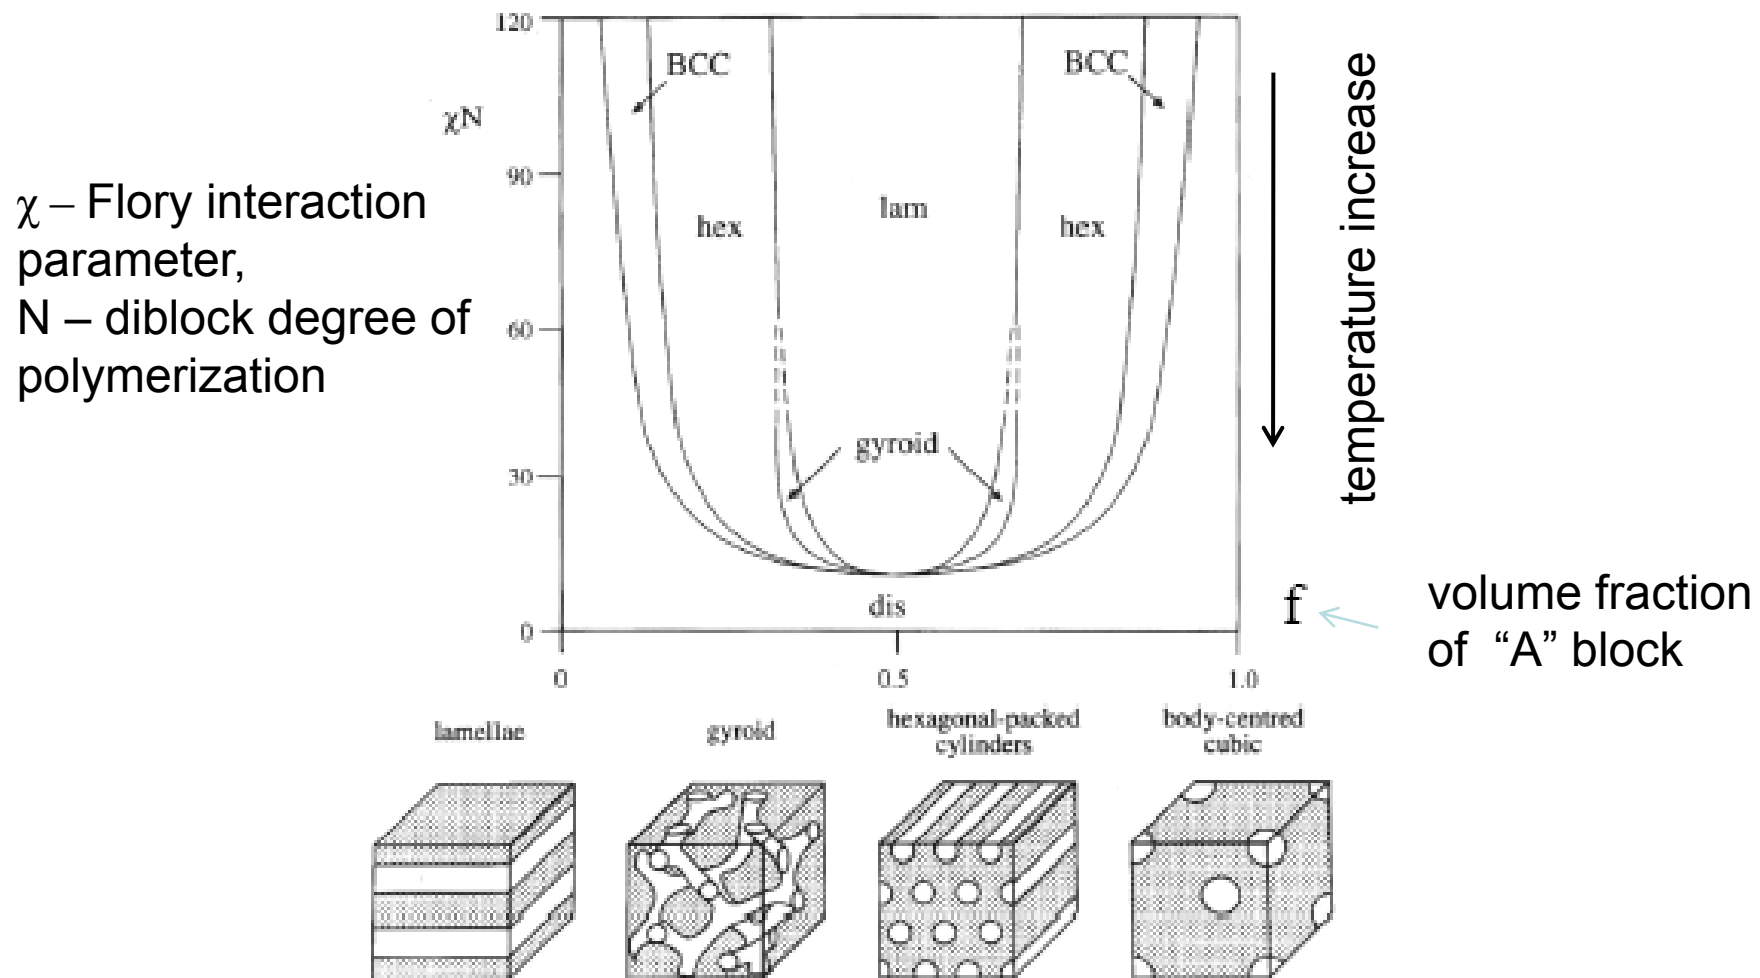 χ – Flory interaction
parameter,
N – diblock degree of
polymerization
120
90
60
30
0
χN
BCC
BCC
hex
lam
hex
gyroid
dis
0
0.5
1.0
temperature increase
f
volume fraction
of “A” block
lamellae
gyroid
hexagonal-packed
cylinders
body-centred
cubic